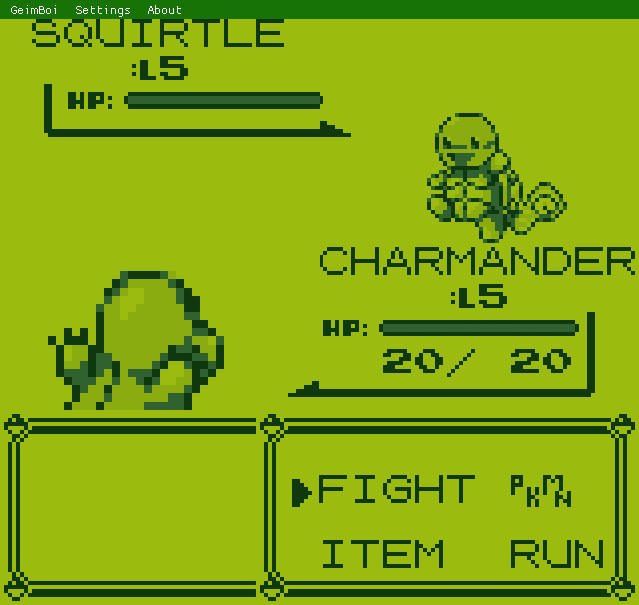 GeimBoi Settings About
SQUIRTLE
:L5
HP:
CHARMANDER
:L5
HP:
20/ 20
FIGHT PKMN
ITEM RUN